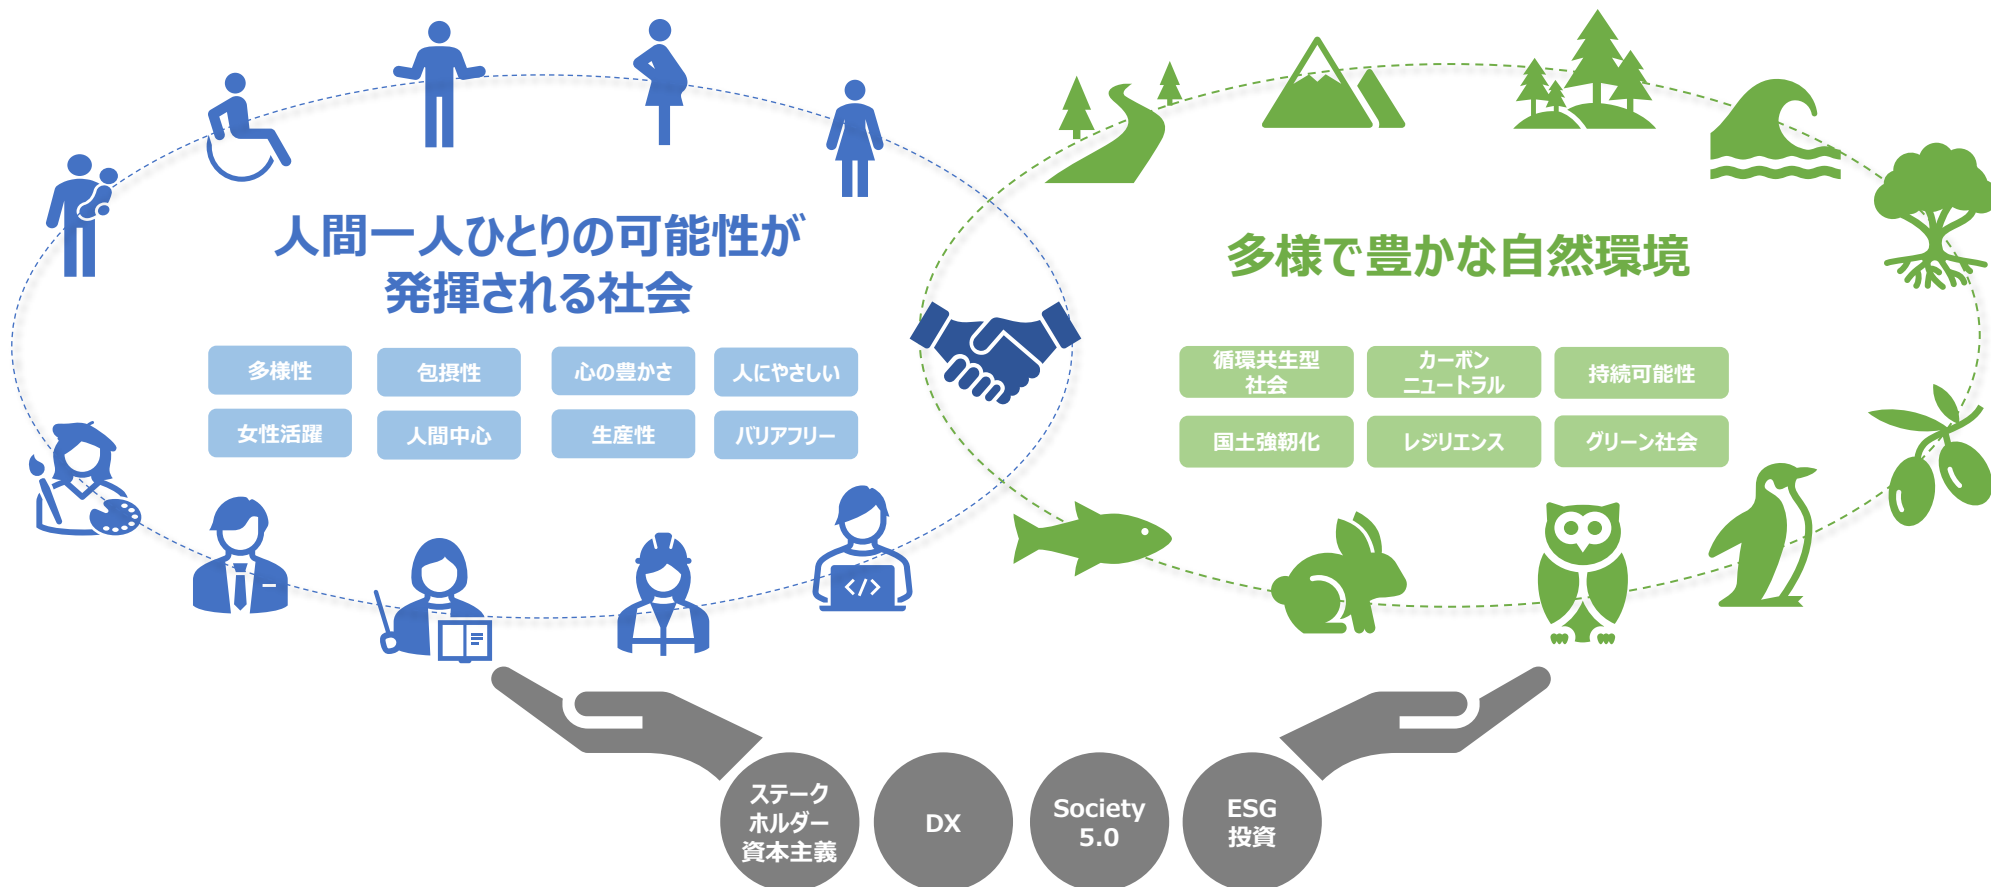 人間一人ひとりの可能性が
発揮される社会
多様性
包摂性
心の豊かさ
人にやさしい
女性活躍
人間中心
生産性
バリアフリー
多様で豊かな自然環境
循環共生型
社会
カーボン
ニュートラル
持続可能性
国土強靭化
レジリエンス
グリーン社会
</>
ステーク
ホルダー
資本主義
DX
Society
5.0
ESG
投資